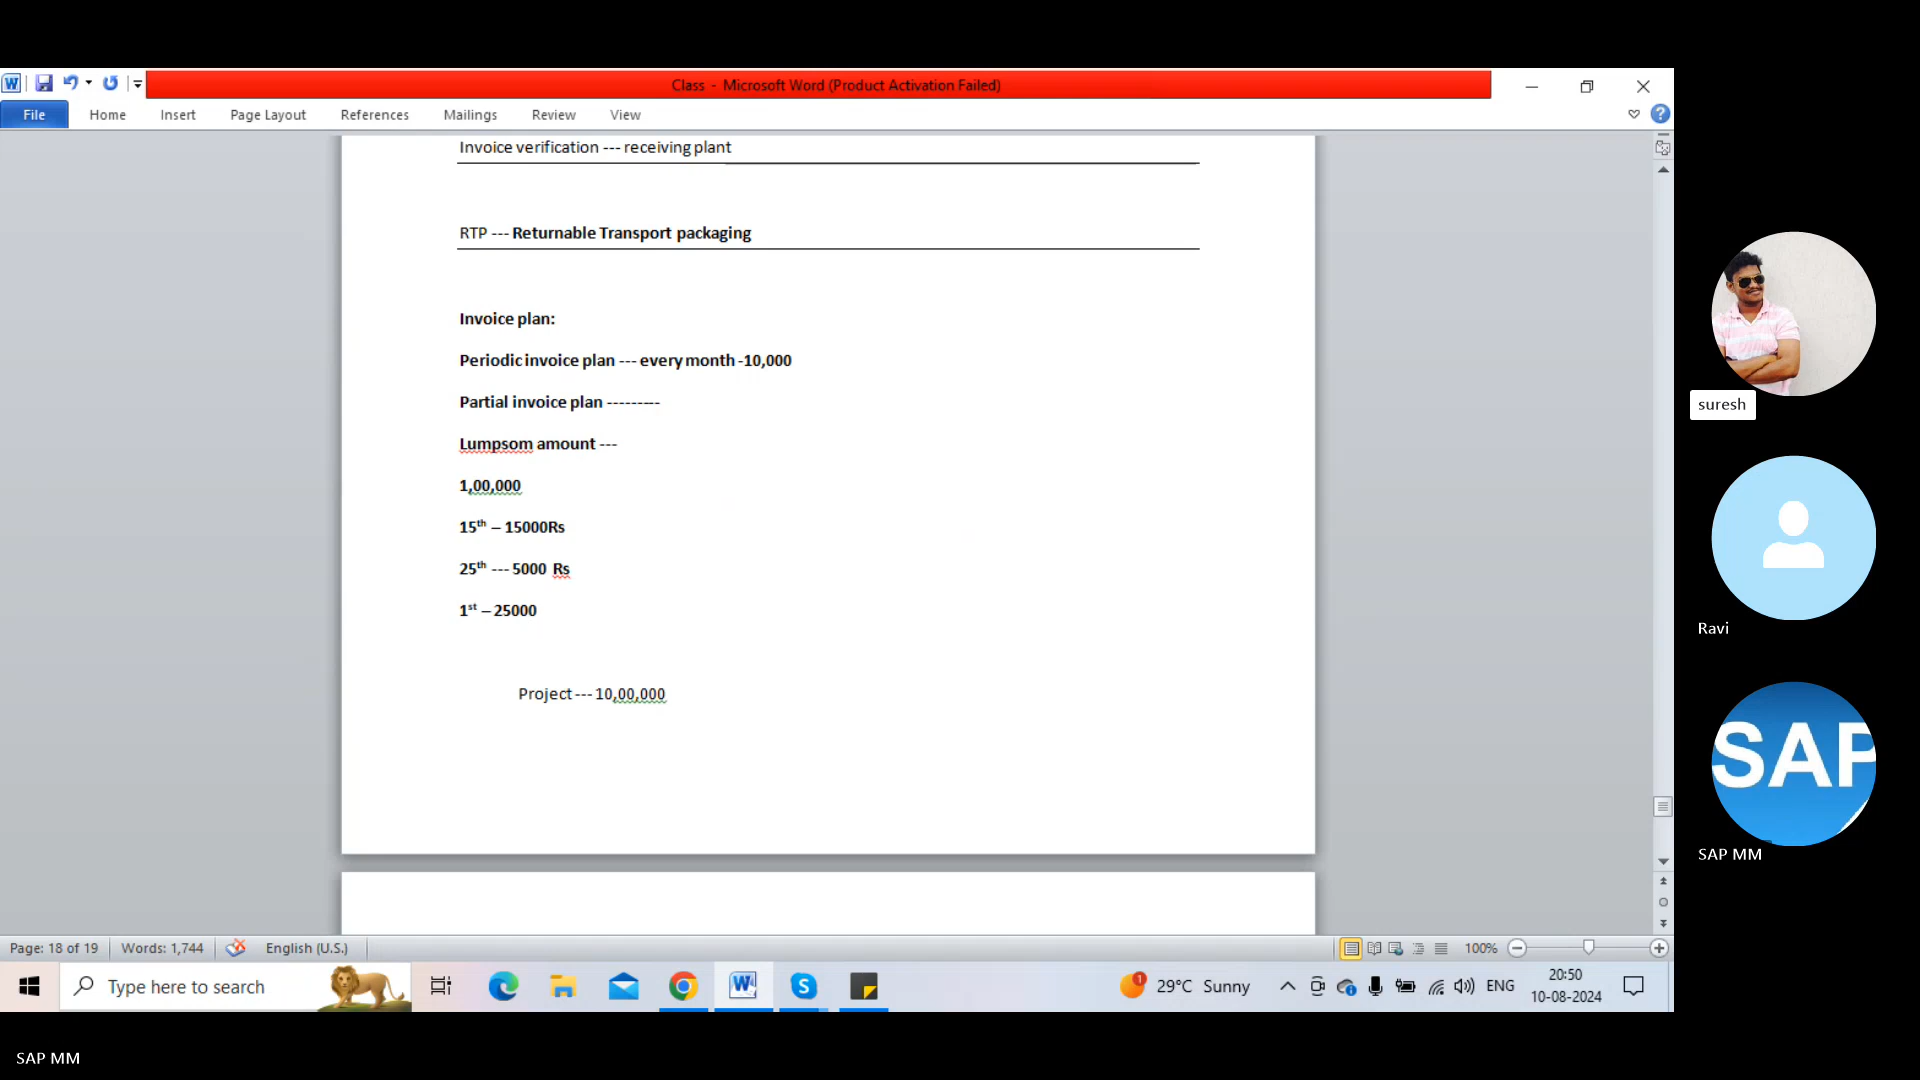 Class - Microsoft Word (Product Activation Failed)
File Home Insert Page Layout References Mailings Review View
Invoice verification --- receiving plant
RTP --- Returnable Transport packaging
Invoice plan:
Periodic invoice plan --- every month -10,000
Partial invoice plan ---------
Lumpsom amount ---
1,00,000
15th – 15000Rs
25th --- 5000 Rs
1st – 25000
Project --- 10,00,000
suresh
Ravi
SAP
SAP MM
Page: 18 of 19 Words: 1,744 English (U.S.) 100%
Type here to search 1 29°C Sunny ENG 20:50
10-08-2024
SAP MM